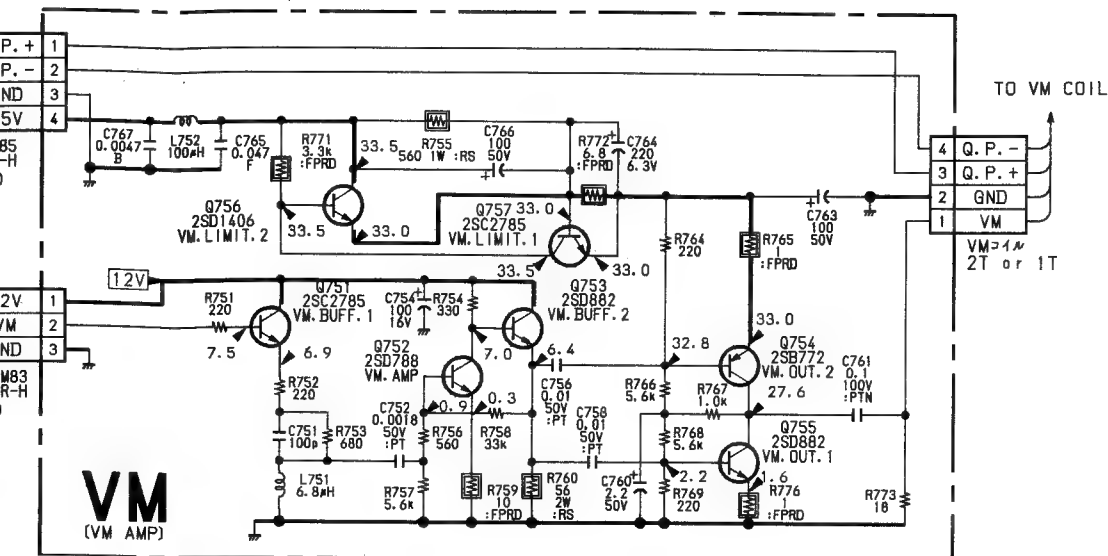 P. + 1
P. - 2
ND 3
5V 4
85
-H
C767
0.0047
B
L752
100μH
C765
0.047
F
R771
3.3k
:FPRD
R755
560 1W :RS
33.5
C766
100
50V
R772
6.8
:FPRD
C764
220
6.3V
TO VM COIL
4 Q. P. -
3 Q. P. +
2 GND
1 VM
VMコイル
2T or 1T
Q756
2SD1406
VM. LIMIT. 2
33.5
33.0
Q757
2SC2785
VM. LIMIT. 1
33.0
33.5
33.0
R764
220
R765
1
:FPRD
C763
100
50V
12V
2V 1
VM 2
ND 3
M83
R-H
R751
220
7.5
Q751
2SC2785
VM. BUFF. 1
6.9
C754
100
16V
R754
330
Q753
2SD882
VM. BUFF. 2
7.0
6.4
Q752
2SD788
VM. AMP
0.9
0.3
32.8
33.0
Q754
2SB772
VM. OUT. 2
27.6
C761
0.1
100V
:PTN
R752
220
C751
100p
R753
680
L751
6.8μH
C752
0.0018
50V
:PT
R756
560
R757
5.6k
R758
33k
R759
10
:FPRD
C756
0.01
50V
:PT
C758
0.01
50V
:PT
R760
56
2W
:RS
R766
5.6k
R767
1.0k
R768
5.6k
2.2
R769
220
C760
2.2
50V
Q755
2SD882
VM. OUT. 1
1.6
R776
1
:FPRD
R773
18
VM
(VM AMP)